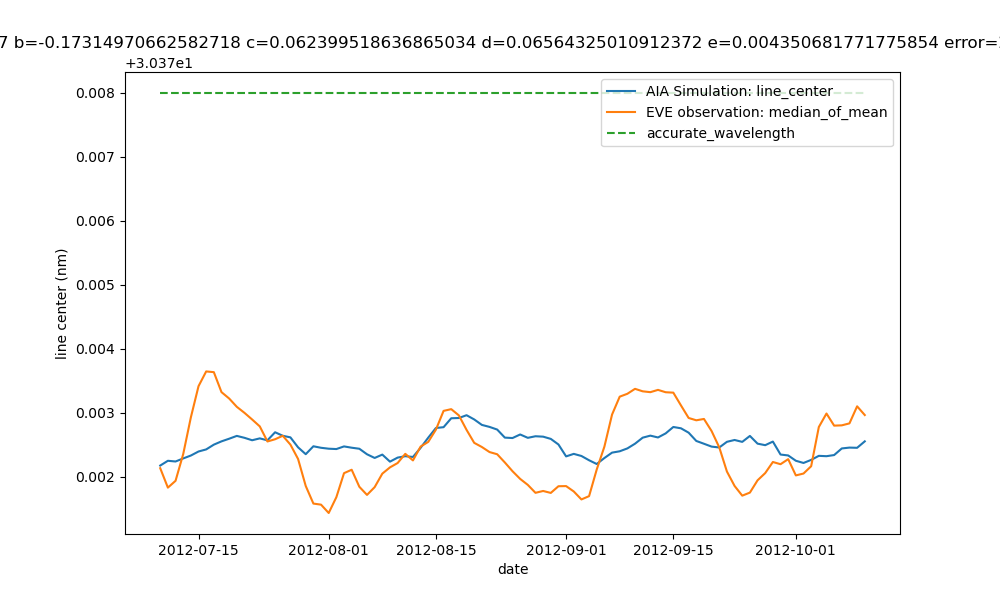 7 b=-0.17314970662582718 c=0.062399518636865034 d=0.06564325010912372 e=0.004350681771775854 error=
+3.037e1
0.008
0.007
0.006
0.005
0.004
0.003
0.002
line center (nm)
AIA Simulation: line_center
EVE observation: median_of_mean
accurate_wavelength
2012-07-15
2012-08-01
2012-08-15
2012-09-01
2012-09-15
2012-10-01
date